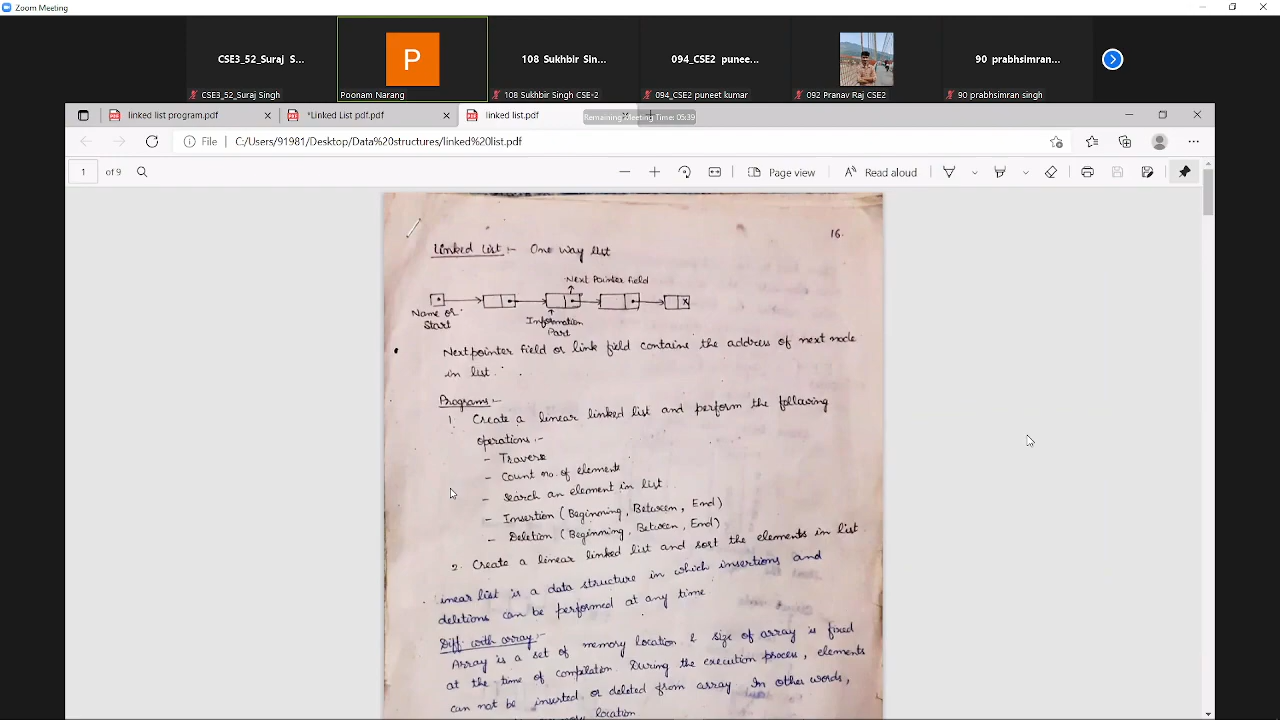 Zoom Meeting
CSE3_52_Suraj S...
P
108 Sukhbir Sin...
094_CSE2 punee...
90 prabhsimran...
CSE3_52_Suraj Singh
Poonam Narang
108 Sukhbir Singh CSE-2
094_CSE2 puneet kumar
092 Pranav Raj CSE2
90 prabhsimran singh
linked list program.pdf
*Linked List pdf.pdf
linked list.pdf
Remaining Meeting Time: 05:39
File
C:/Users/91981/Desktop/Data%20structures/linked%20list.pdf
1 of 9
Page view
Read aloud
16.
Linked list :- One way list
Next Pointer field
Name or Start
Information Part
Next pointer field or link field contains the address of next node
in list.
Programs :-
1. Create a linear linked list and perform the following
operations :-
- Traverse
- Count no. of elements
- Search an element in list
- Insertion (Beginning, Between, End)
- Deletion (Beginning, Between, End)
2. Create a linear linked list and sort the elements in list
inear list is a data structure in which insertions and
deletions can be performed at any time
Diff. with array :-
Array is a set of memory location & size of array is fixed
at the time of compilation. During the execution process, elements
can not be inserted or deleted from array. In other words,
location